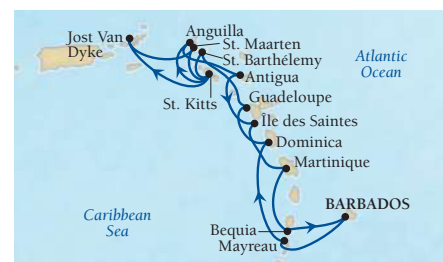 Jost Van
Dyke
Anguilla
St. Maarten
St. Barthélemy
Antigua
Atlantic
Ocean
St. Kitts
Guadeloupe
Île des Saintes
Dominica
Martinique
BARBADOS
Caribbean
Sea
Bequia
Mayreau